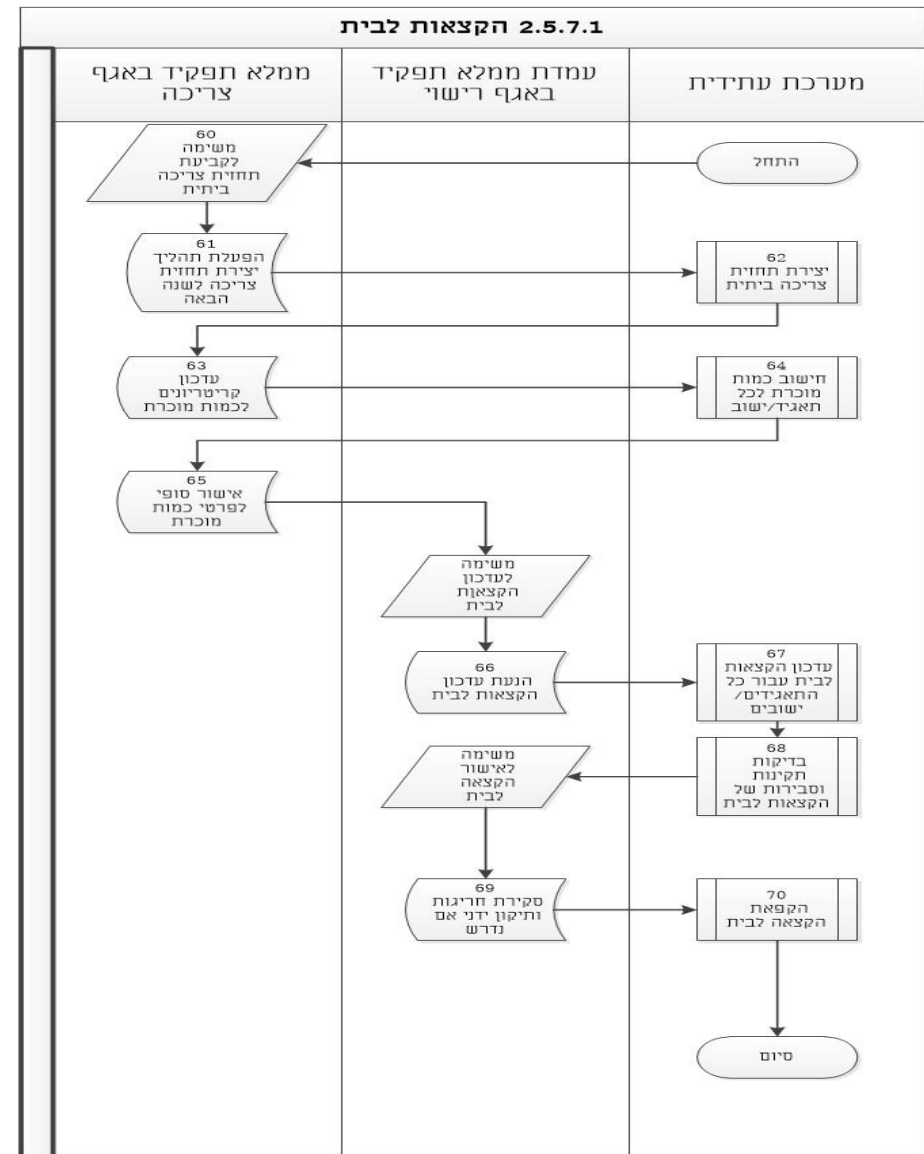 2.5.7.1 הקצאות לבית
מערכת עתידית
עמדת ממלא תפקיד
באגף רישוי
ממלא תפקיד באגף
צריכה
התחל
60
משימה
לקביעת
תחזית צריכה
ביתית
61
הפעלת תהליך
יצירת תחזית
צריכה לשנה
הבאה
62
יצירת תחזית
צריכה ביתית
63
עדכון
קריטריונים
לכמות מוכרת
64
חישוב כמות
מוכרת לכל
תאגיד/ישוב
65
אישור סופי
לפרטי כמות
מוכרת
משימה
לעדכון
הקצאות
לבית
66
הנעת עדכון
הקצאות לבית
67
עדכון הקצאות
לבית עבור כל
התאגידים/
ישובים
68
בדיקות
תקינות
וסבירות של
הקצאות לבית
משימה
לאישור
הקצאה
לבית
69
סקירת חריגות
ותיקון ידני אם
נדרש
70
הקפאת
הקצאה לבית
סיום